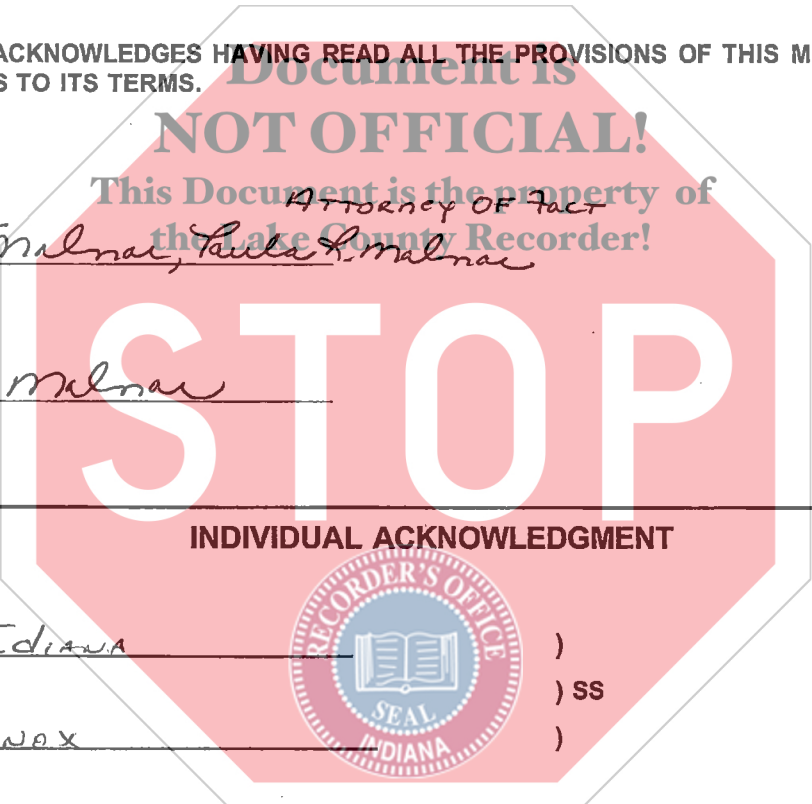 ACKNOWLEDGES HAVING READ ALL THE PROVISIONS OF THIS M
S TO ITS TERMS.
Document is
NOT OFFICIAL!
This Document is the property of
the Lake County Recorder!
ATTORNEY OF FACT
Malnar, Paula R. Malnar
Malnar
STOP
INDIVIDUAL ACKNOWLEDGMENT
RECORDER'S OFFICE
SEAL
INDIANA
diANA )
) SS
nox )